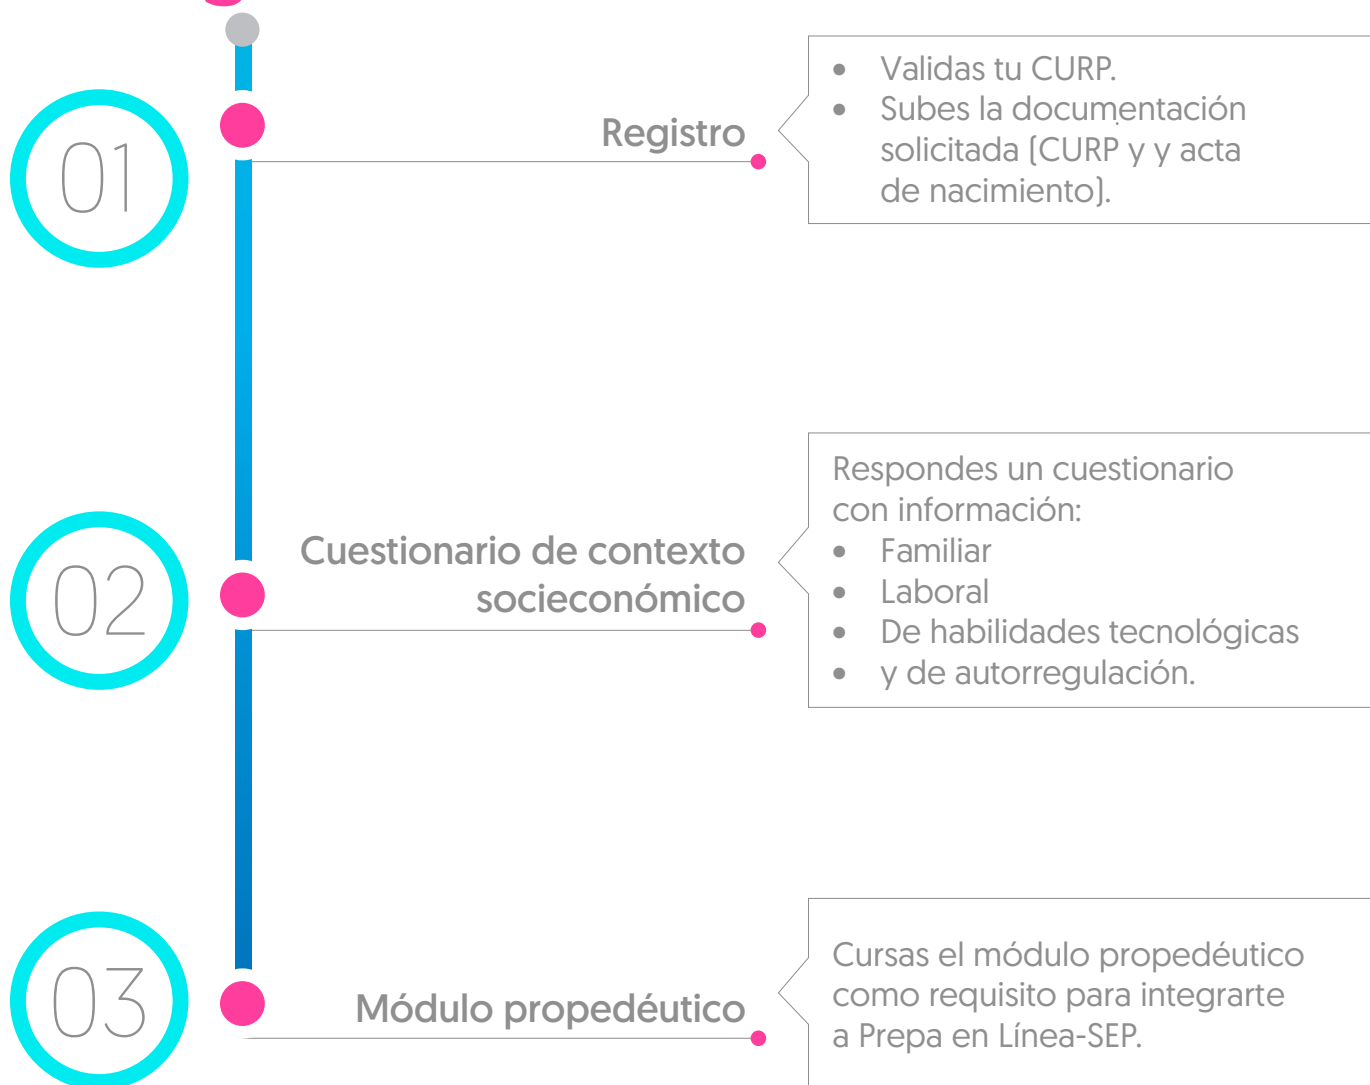 01
Registro
• Validas tu CURP.
• Subes la documentación
solicitada (CURP y y acta
de nacimiento).
02
Cuestionario de contexto
socieconómico
Respondes un cuestionario
con información:
• Familiar
• Laboral
• De habilidades tecnológicas
• y de autorregulación.
03
Módulo propedéutico
Cursas el módulo propedéutico
como requisito para integrarte
a Prepa en Línea-SEP.